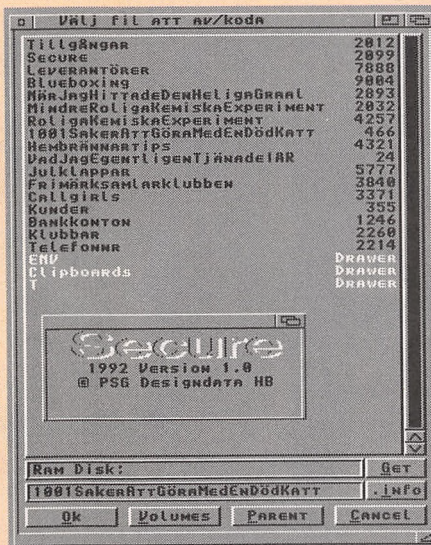 Välj fil att av/koda
Tillgångar 2012
Secure 2099
Leverantörer 7888
Blueboxing 9004
NärJagHittadeDenHeligaGraal 2893
MindreRoligaKemiskaExperiment 2032
RoligaKemiskaExperiment 4257
1001SakerAttGöraMedEnDödKatt 466
Hembrännartips 4321
VadJagEgentligenTjänadeIÅR 24
Julklappar 5777
Frimärksamlarklubben 3840
Callgirls 3371
Kunder 355
Bankkonton 1246
Klubbar 2260
Telefonnr 2214
ENV Drawer
Clipboards Drawer
T Drawer
Secure
1992 Version 1.0
© PSG Designdata HB
Ram Disk: Get
1001SakerAttGöraMedEnDödKatt .info
Ok Volumes Parent Cancel